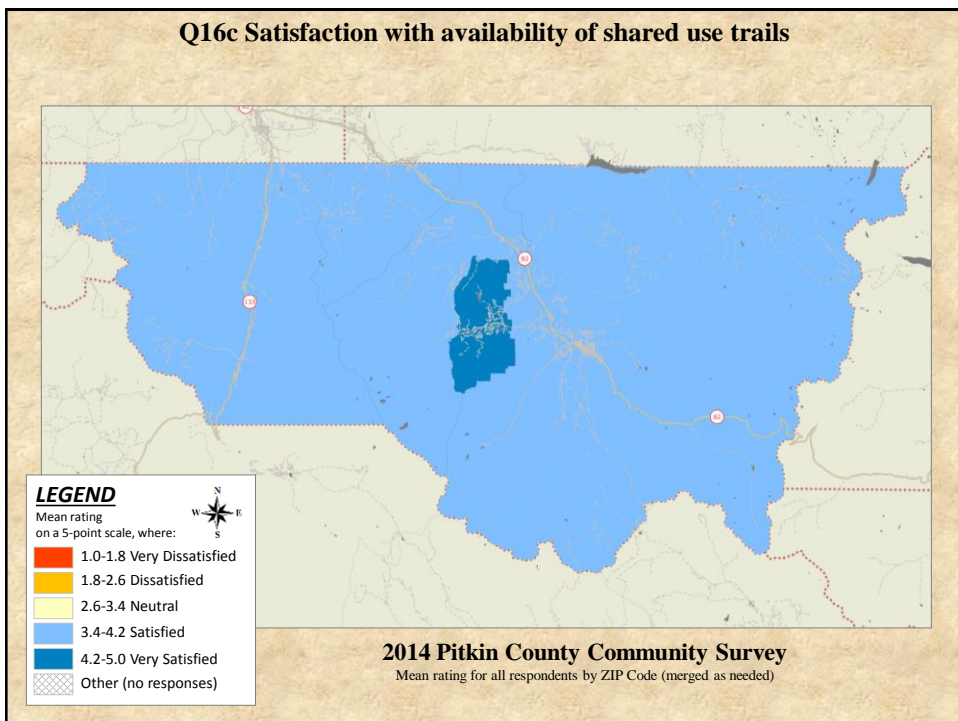 Q16c Satisfaction with availability of shared use trails
82
133
82
LEGEND
Mean rating
on a 5-point scale, where:
N
W E
S
1.0-1.8 Very Dissatisfied
1.8-2.6 Dissatisfied
2.6-3.4 Neutral
3.4-4.2 Satisfied
4.2-5.0 Very Satisfied
Other (no responses)
2014 Pitkin County Community Survey
Mean rating for all respondents by ZIP Code (merged as needed)